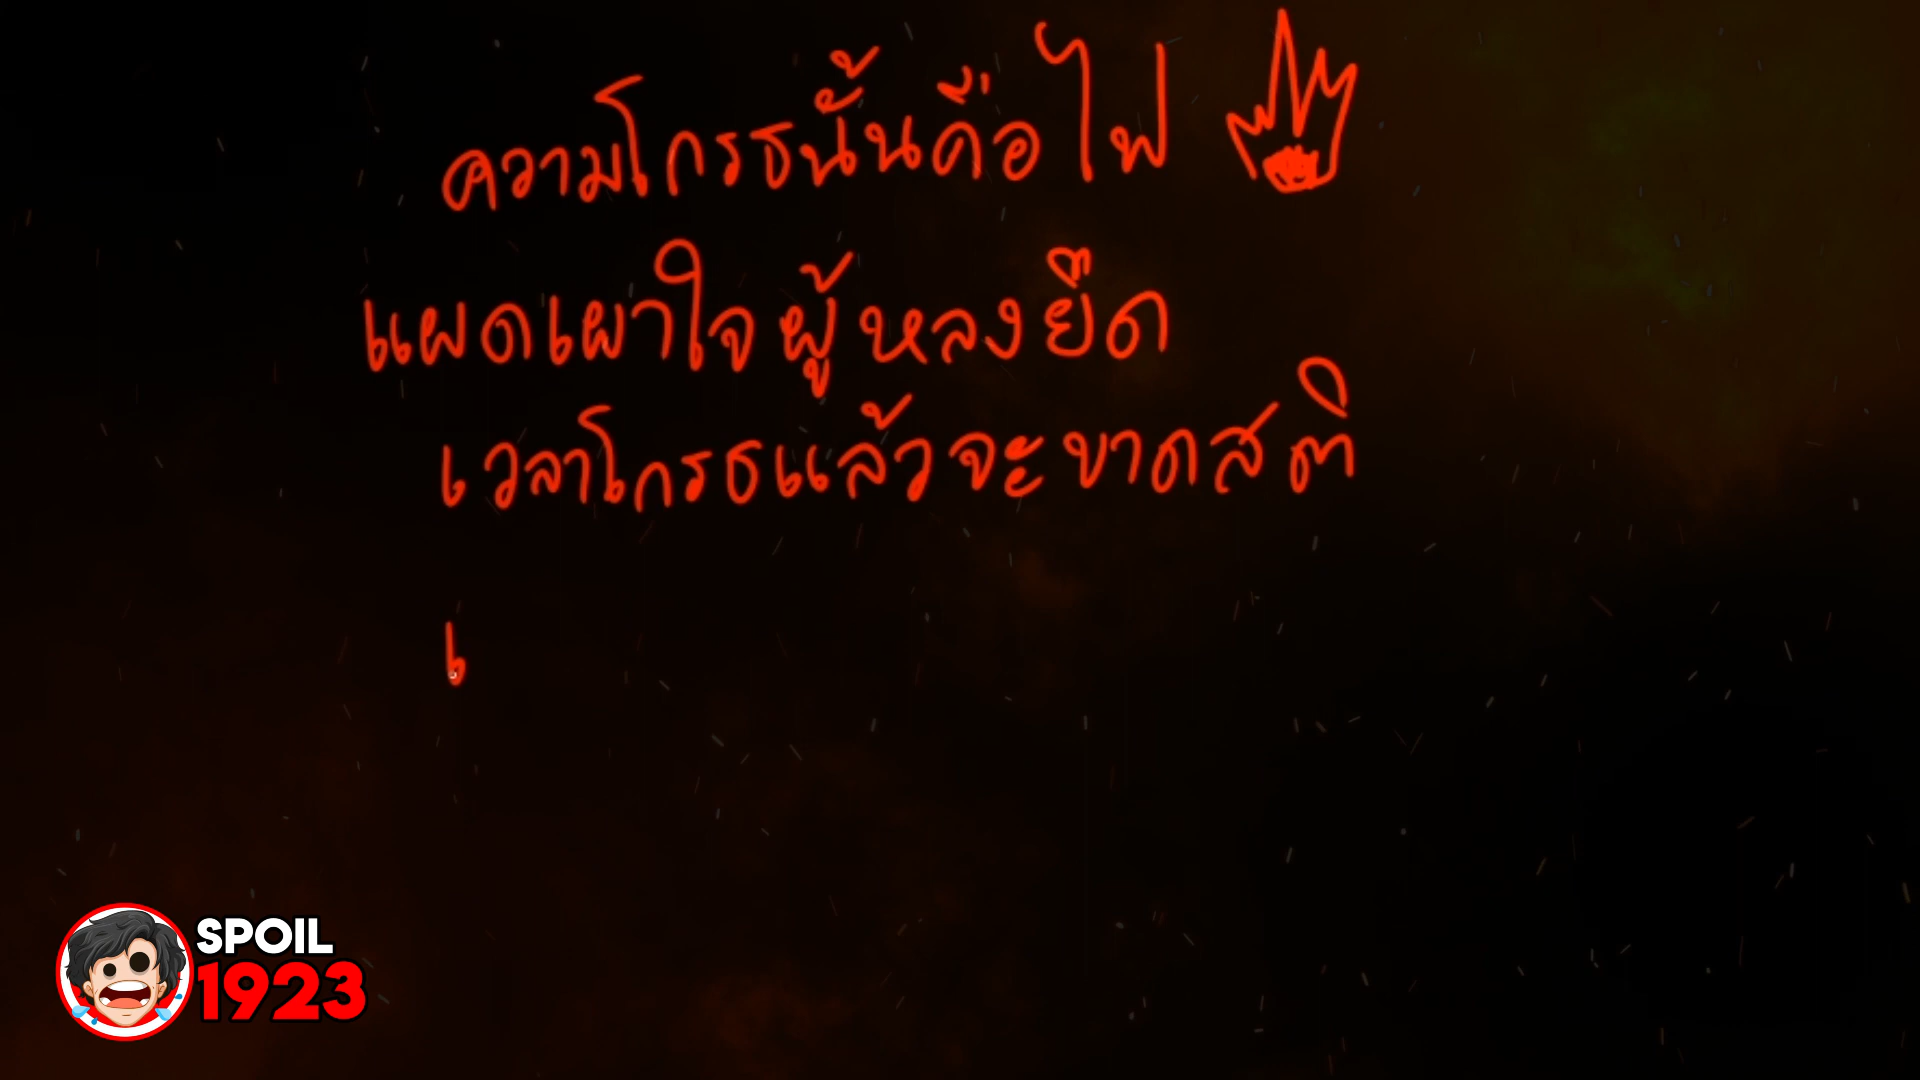 ความโกรธนั้นคือไฟ
แผดเผาใจผู้หลงยึด
เวลาโกรธแล้วจะขาดสติ
เ
SPOIL
1923